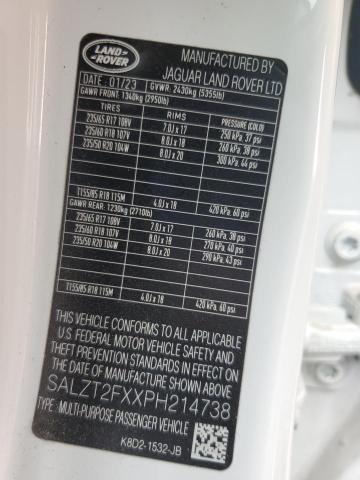 LAND
ROVER
MANUFACTURED BY
JAGUAR LAND ROVER LTD
DATE: 01/23 GVWR: 2430kg (5355lb)
GAWR FRONT: 1340kg (2950lb)
TIRES RIMS PRESSURE (COLD)
235/65 R17 108V 7.0J x 17 250 kPa, 37 psi
235/60 R18 107V 8.0J x 18 260 kPa, 38 psi
235/50 R20 104W 8.0J x 20 300 kPa, 44 psi
T155/85 R18 115M 4.0J x 18 420 kPa, 60 psi
GAWR REAR: 1230kg (2710lb)
235/65 R17 108V 7.0J x 17 260 kPa, 38 psi
235/60 R18 107V 8.0J x 18 270 kPa, 40 psi
235/50 R20 104W 8.0J x 20 290 kPa, 43 psi
T155/85 R18 115M 4.0J x 18 420 kPa, 60 psi
THIS VEHICLE CONFORMS TO ALL APPLICABLE
U.S. FEDERAL MOTOR VEHICLE SAFETY, BUMPER
AND THEFT PREVENTION STANDARDS IN EFFECT ON THE
DATE OF MANUFACTURE SHOWN ABOVE.
SALZT2FXXPH214738
TYPE: MULTI-PURPOSE PASSENGER VEHICLE
K8D2-1532-JB